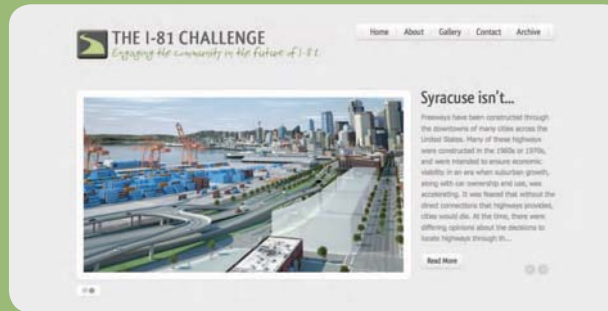 THE I-81 CHALLENGE
Engaging the community in the future of I-81
Home
About
Gallery
Contact
Archive
Syracuse isn't...
Freeways have been constructed through
the downtowns of many cities across the
United States. Many of these highways
were constructed in the 1960s or 1970s,
and were intended to ensure economic
viability in an era when suburban growth,
along with car ownership and use, was
accelerating. It was feared that without the
direct connections that highways provided,
cities would die. At the time, there were
differing opinions about the decisions to
locate highways through th...
Read More